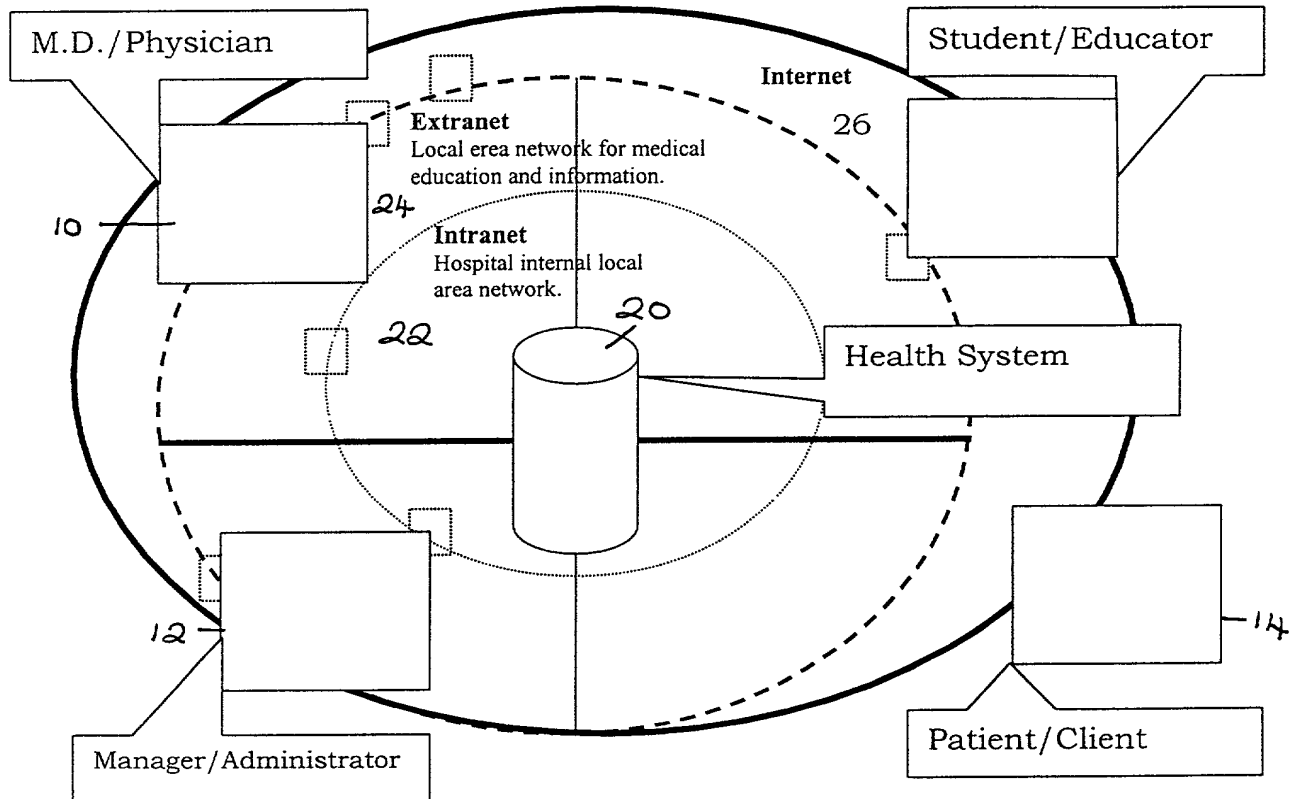 M.D./Physician
Student/Educator
Internet
26
Extranet
Local erea network for medical
education and information.
24
10
Intranet
Hospital internal local
area network.
22
20
Health System
12
14
Manager/Administrator
Patient/Client